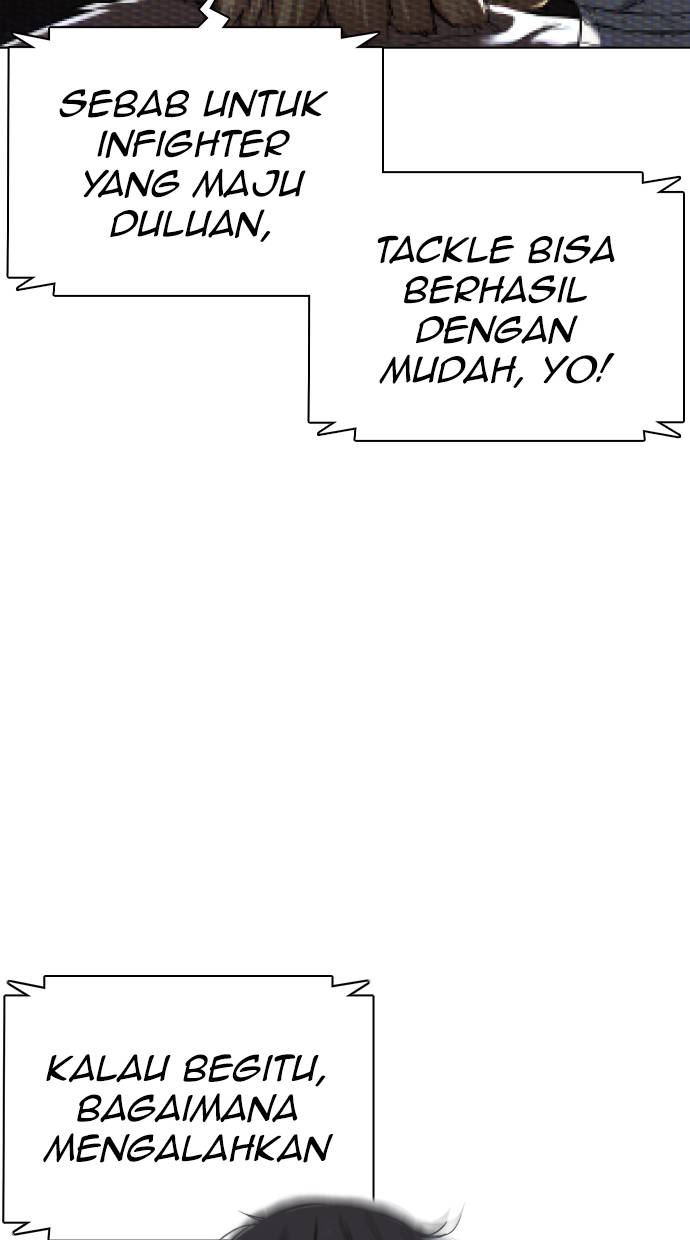 SEBAB UNTUK
INFIGHTER
YANG MAJU
DULUAN,
TACKLE BISA
BERHASIL
DENGAN
MUDAH, YO!
KALAU BEGITU,
BAGAIMANA
MENGALAHKAN